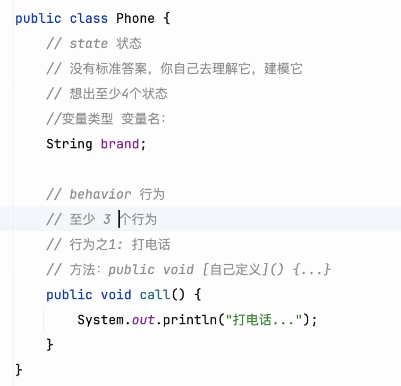 public class Phone {
// state 状态
// 没有标准答案，你自己去理解它，建模它
// 想出至少4个状态
//变量类型 变量名：
String brand;
// behavior 行为
// 至少 3 个行为
// 行为之1: 打电话
// 方法：public void [自己定义]() {...}
public void call() {
System.out.println("打电话...");
}
}